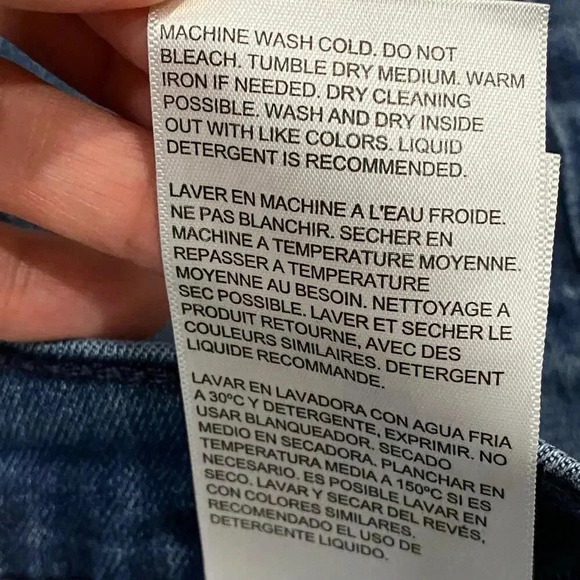 MACHINE WASH COLD. DO NOT
BLEACH. TUMBLE DRY MEDIUM. WARM
IRON IF NEEDED. DRY CLEANING
POSSIBLE. WASH AND DRY INSIDE
OUT WITH LIKE COLORS. LIQUID
DETERGENT IS RECOMMENDED.
LAVER EN MACHINE A L'EAU FROIDE.
NE PAS BLANCHIR. SECHER EN
MACHINE A TEMPERATURE MOYENNE.
REPASSER A TEMPERATURE
MOYENNE AU BESOIN. NETTOYAGE A
SEC POSSIBLE. LAVER ET SECHER LE
PRODUIT RETOURNE, AVEC DES
COULEURS SIMILAIRES. DETERGENT
LIQUIDE RECOMMANDE.
LAVAR EN LAVADORA CON AGUA FRIA
A 30ºC Y DETERGENTE, EXPRIMIR. NO
USAR BLANQUEADOR. SECADO
MEDIO EN SECADORA. PLANCHAR EN
TEMPERATURA MEDIA A 150ºC SI ES
NECESARIO. ES POSIBLE LAVAR EN
SECO. LAVAR Y SECAR DEL REVÉS,
CON COLORES SIMILARES.
RECOMENDADO EL USO DE
DETERGENTE LIQUIDO.